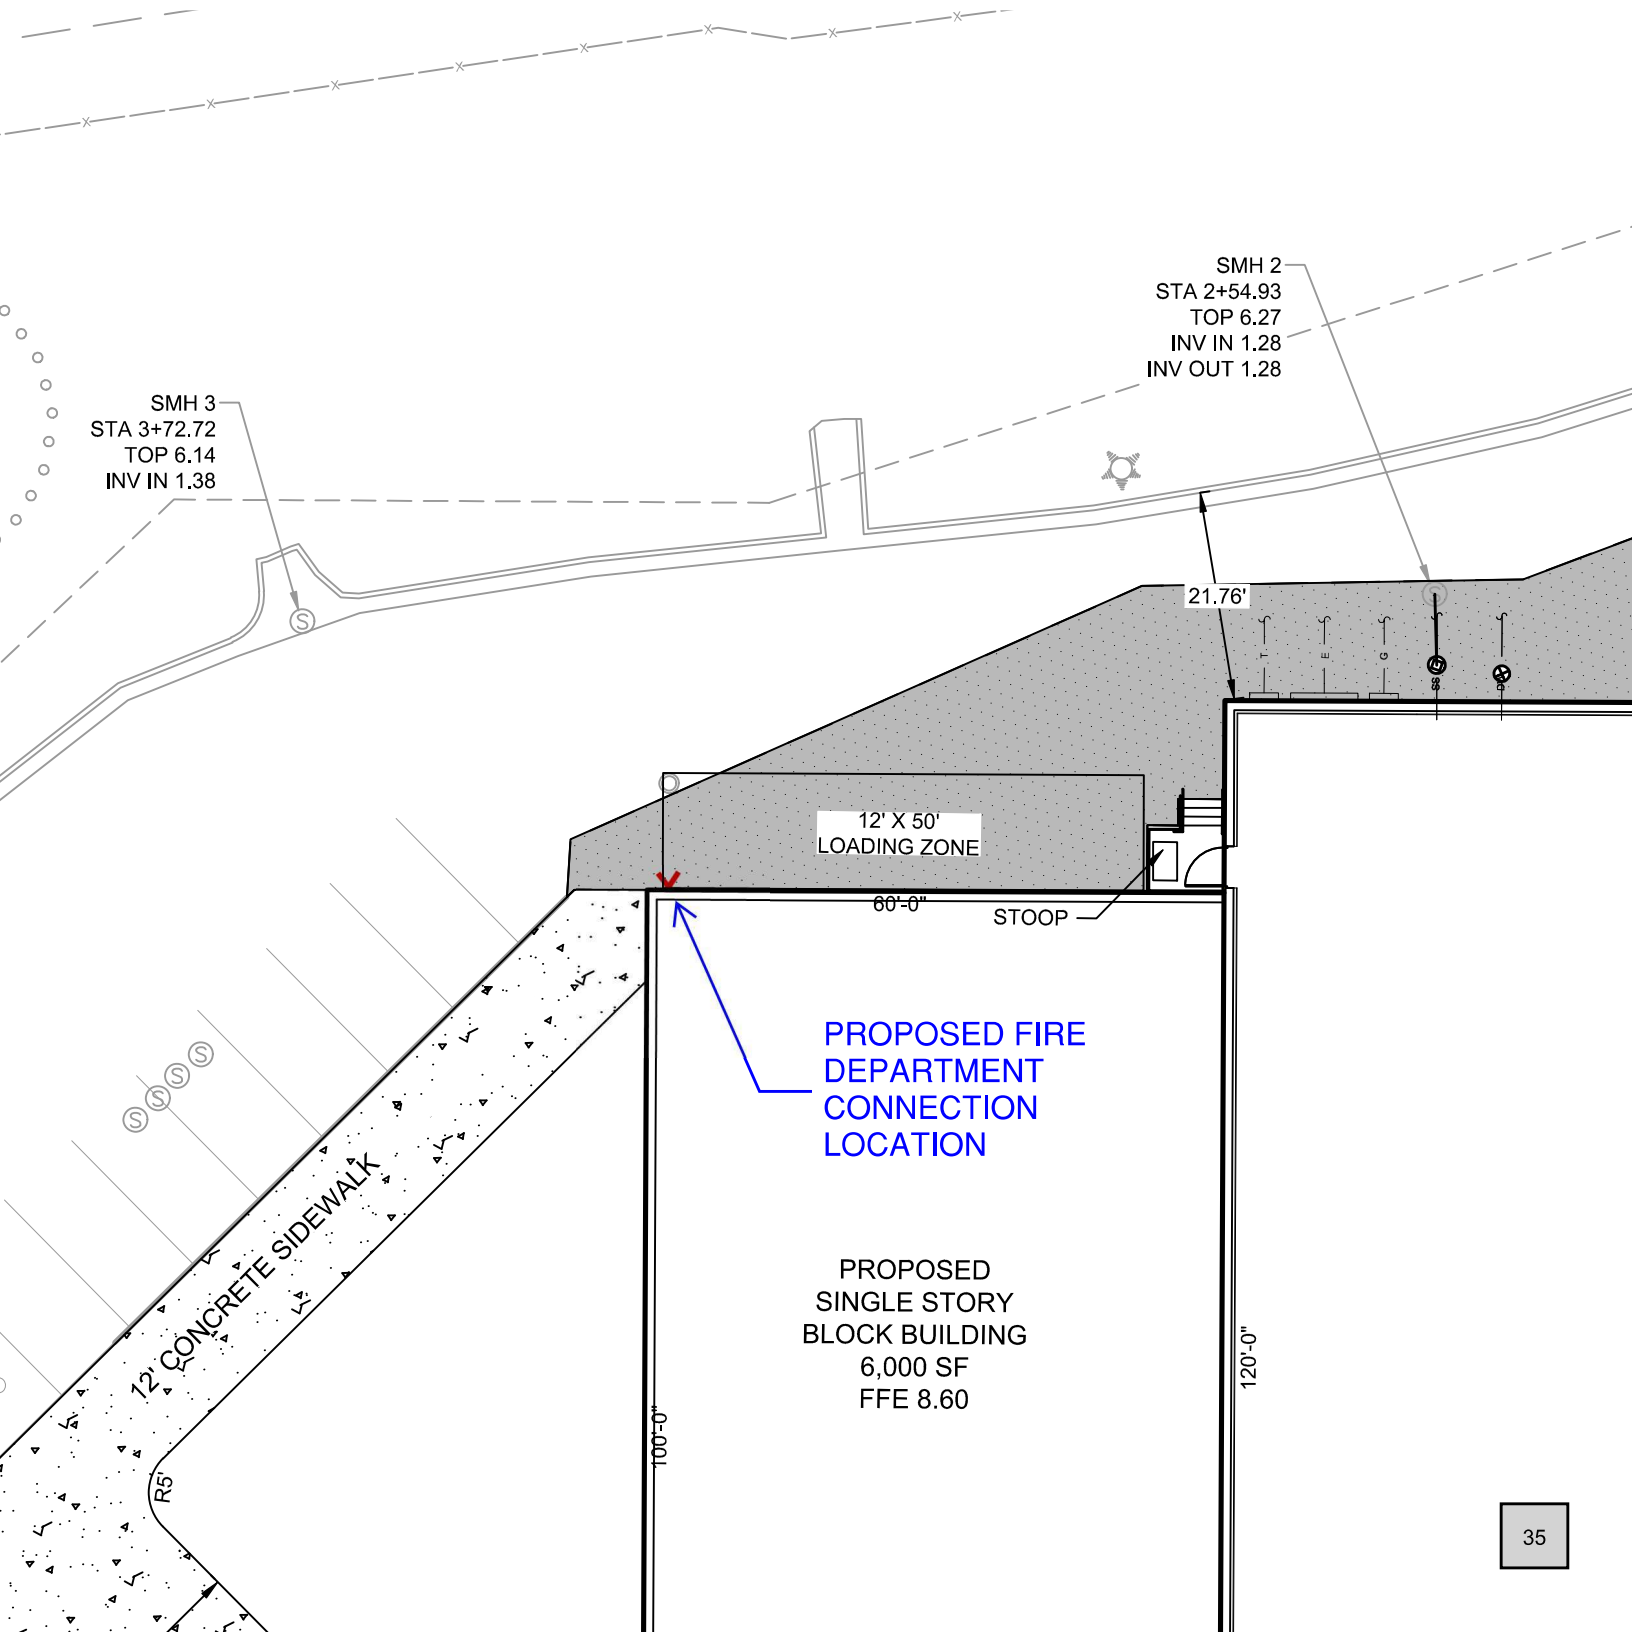 SMH 2
STA 2+54.93
TOP 6.27
INV IN 1.28
INV OUT 1.28
SMH 3
STA 3+72.72
TOP 6.14
INV IN 1.38
S
S
21.76'
T
E
G
SS
12' X 50'
LOADING ZONE
60'-0"
STOOP
PROPOSED FIRE
DEPARTMENT
CONNECTION
LOCATION
S
S
S
S
12' CONCRETE SIDEWALK
PROPOSED
SINGLE STORY
BLOCK BUILDING
6,000 SF
FFE 8.60
120'-0"
100'-0"
R5'
35